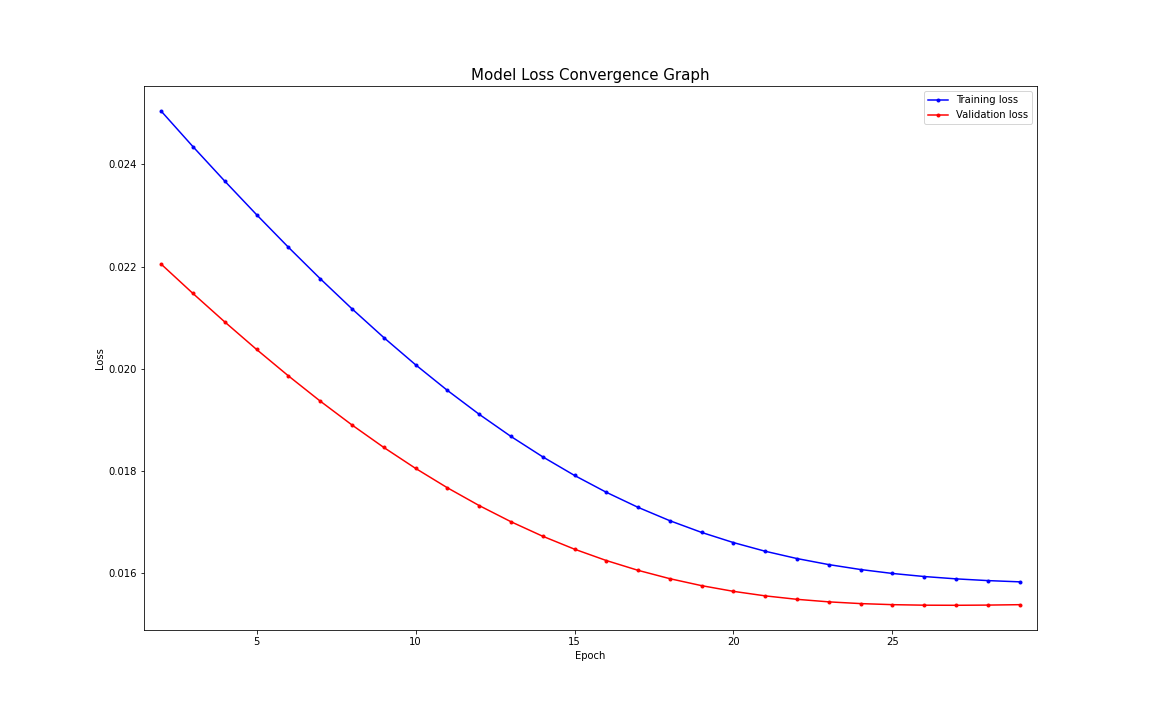 Model Loss Convergence Graph
Training loss
Validation loss
0.024
0.022
0.020
0.018
0.016
Loss
5
10
15
20
25
Epoch